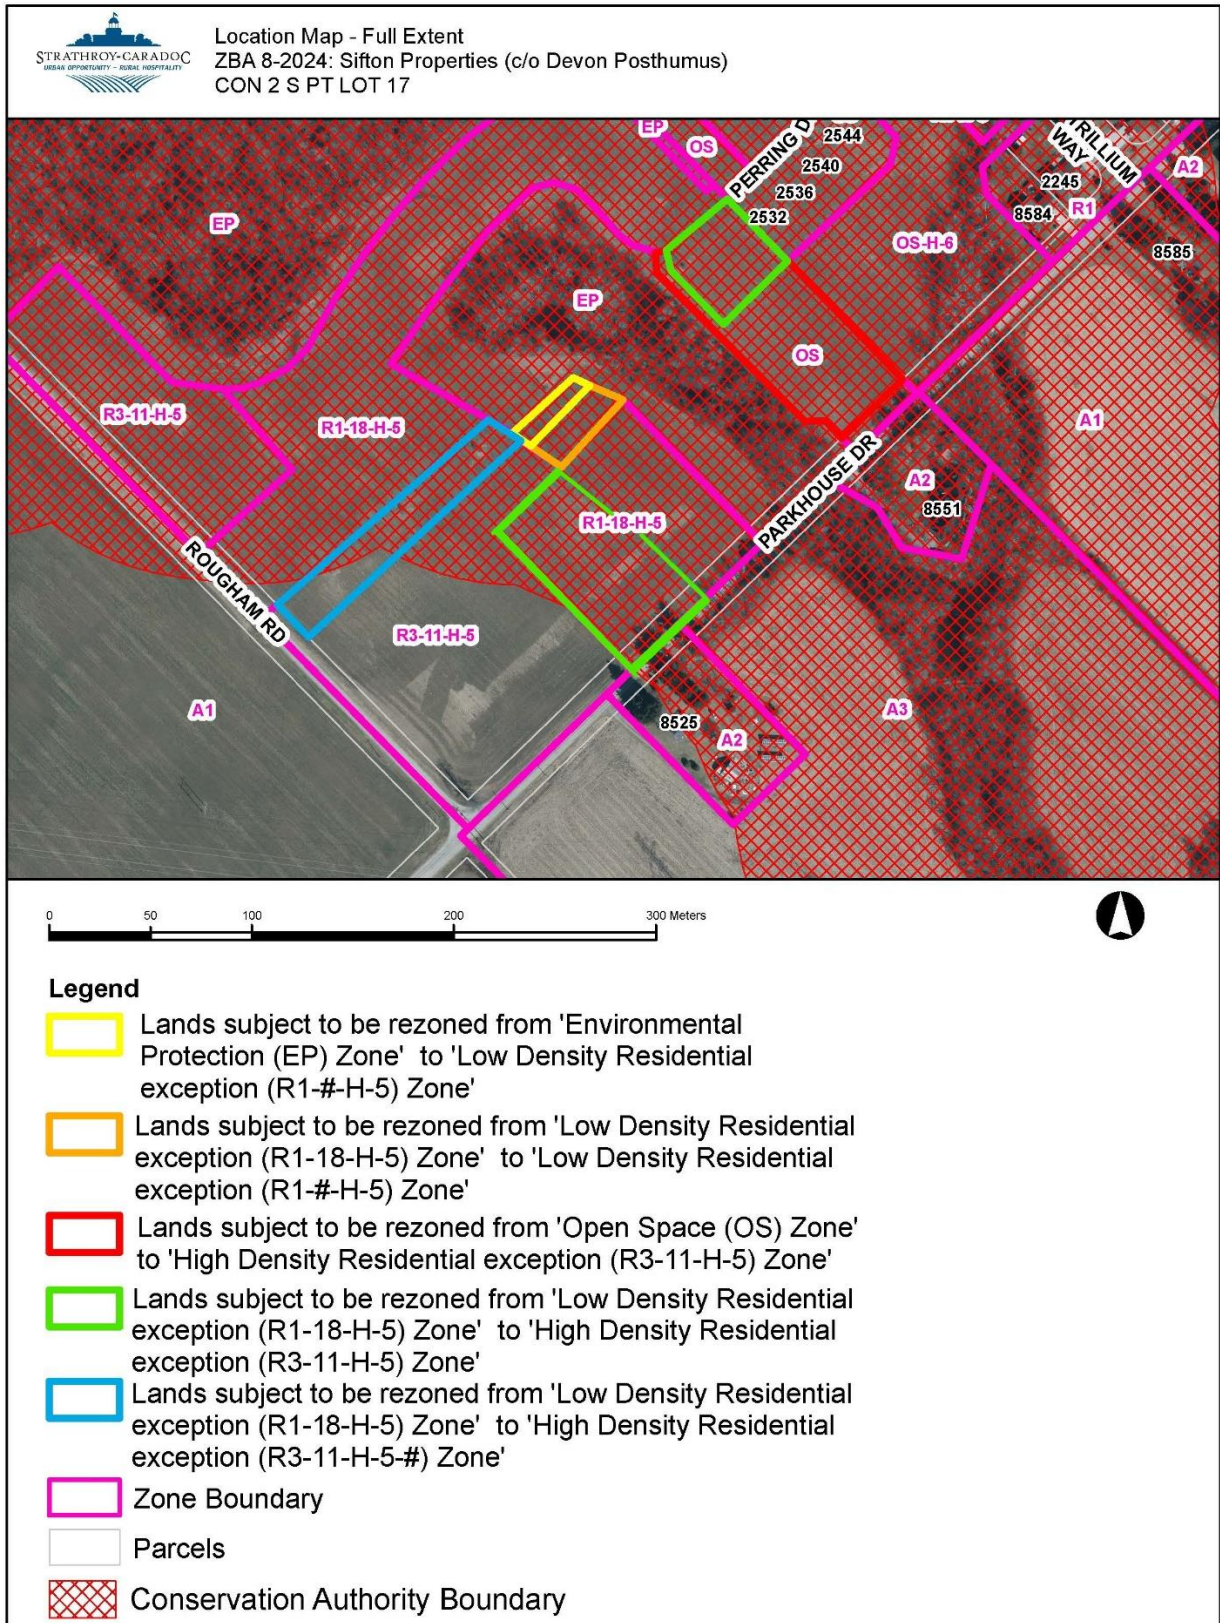 STRATHROY-CARADOC
URBAN OPPORTUNITY - RURAL HOSPITALITY
Location Map - Full Extent
ZBA 8-2024: Sifton Properties (c/o Devon Posthumus)
CON 2 S PT LOT 17
EP
OS
PERRING D
2544
2540
2536
2532
TRILLIUM
WAY
A2
2245
R1
8584
8585
OS-H-6
EP
EP
OS
R3-11-H-5
R1-18-H-5
A1
A2
8551
PARKHOUSE DR
R1-18-H-5
ROUGHAM RD
R3-11-H-5
A1
8525
A2
A3
0 50 100 200 300 Meters
Legend
Lands subject to be rezoned from 'Environmental
Protection (EP) Zone' to 'Low Density Residential
exception (R1-#-H-5) Zone'
Lands subject to be rezoned from 'Low Density Residential
exception (R1-18-H-5) Zone' to 'Low Density Residential
exception (R1-#-H-5) Zone'
Lands subject to be rezoned from 'Open Space (OS) Zone'
to 'High Density Residential exception (R3-11-H-5) Zone'
Lands subject to be rezoned from 'Low Density Residential
exception (R1-18-H-5) Zone' to 'High Density Residential
exception (R3-11-H-5) Zone'
Lands subject to be rezoned from 'Low Density Residential
exception (R1-18-H-5) Zone' to 'High Density Residential
exception (R3-11-H-5-#) Zone'
Zone Boundary
Parcels
Conservation Authority Boundary